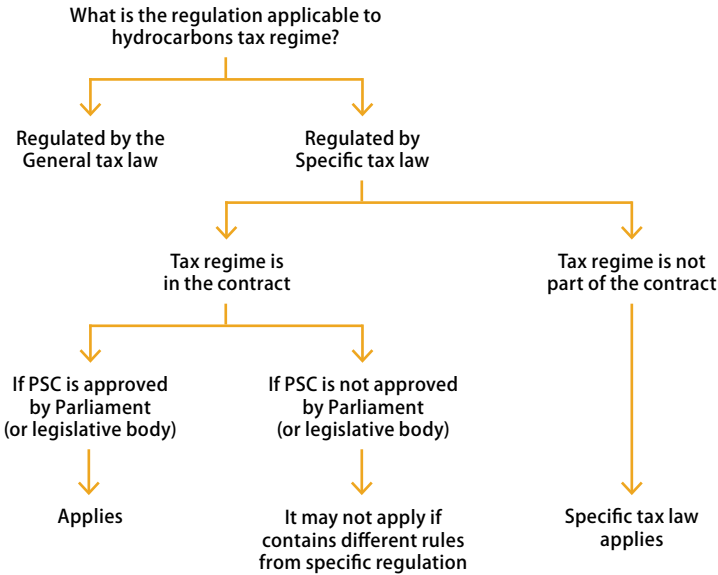 What is the regulation applicable to
hydrocarbons tax regime?
Regulated by the
General tax law
Regulated by
Specific tax law
Tax regime is
in the contract
Tax regime is not
part of the contract
If PSC is approved
by Parliament
(or legislative body)
If PSC is not approved
by Parliament
(or legislative body)
Applies
It may not apply if
contains different rules
from specific regulation
Specific tax law
applies